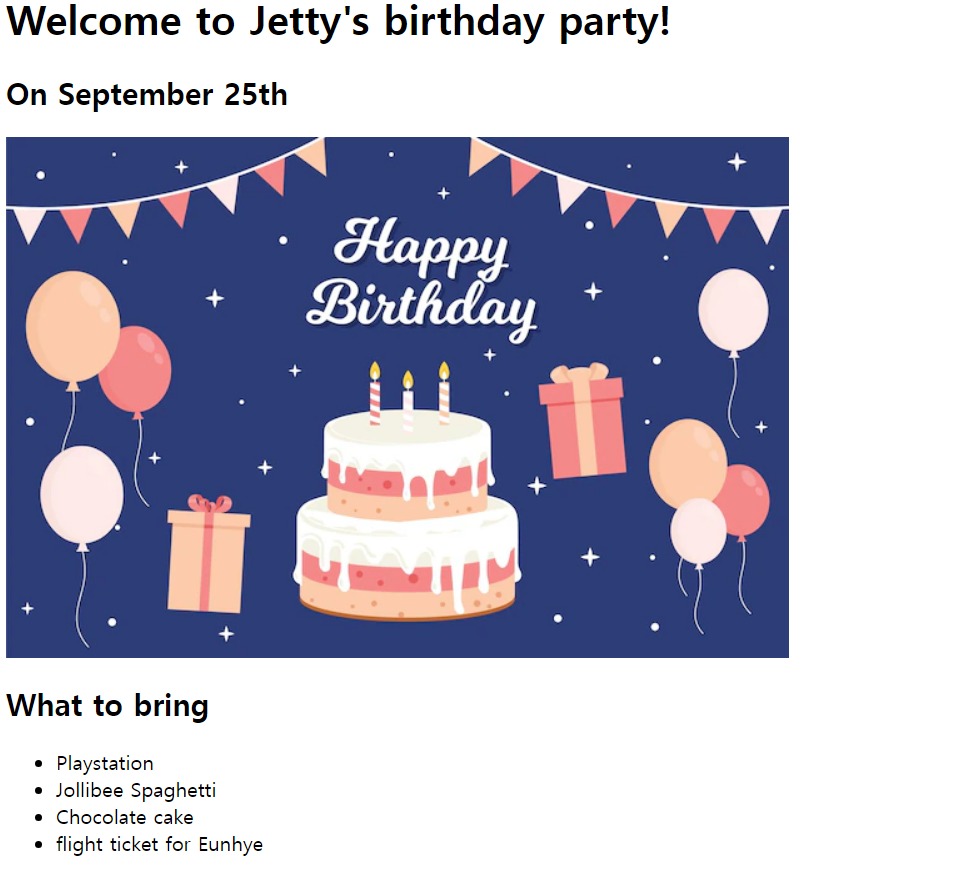 Welcome to Jetty's birthday party!
On September 25th
Happy
Birthday
What to bring
Playstation
Jollibee Spaghetti
Chocolate cake
flight ticket for Eunhye